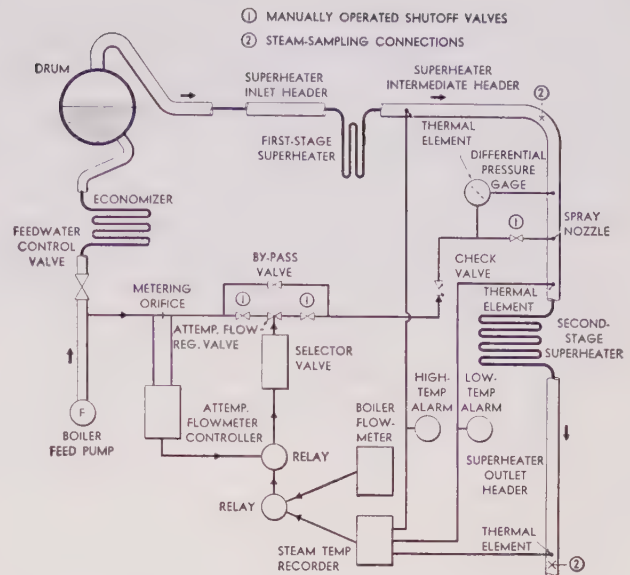 ① MANUALLY OPERATED SHUTOFF VALVES
② STEAM-SAMPLING CONNECTIONS
DRUM
SUPERHEATER
INLET HEADER
SUPERHEATER
INTERMEDIATE HEADER
②
FIRST-STAGE
SUPERHEATER
THERMAL
ELEMENT
DIFFERENTIAL
PRESSURE
GAGE
ECONOMIZER
FEEDWATER
CONTROL
VALVE
①
SPRAY
NOZZLE
BY-PASS
VALVE
CHECK
VALVE
METERING
ORIFICE
①
①
THERMAL
ELEMENT
ATTEMP. FLOW-
REG. VALVE
SELECTOR
VALVE
SECOND-
STAGE
SUPERHEATER
HIGH-
TEMP
ALARM
LOW-
TEMP
ALARM
F
BOILER
FEED PUMP
ATTEMP.
FLOWMETER
CONTROLLER
BOILER
FLOW-
METER
RELAY
SUPERHEATER
OUTLET
HEADER
RELAY
STEAM TEMP
RECORDER
THERMAL
ELEMENT
②